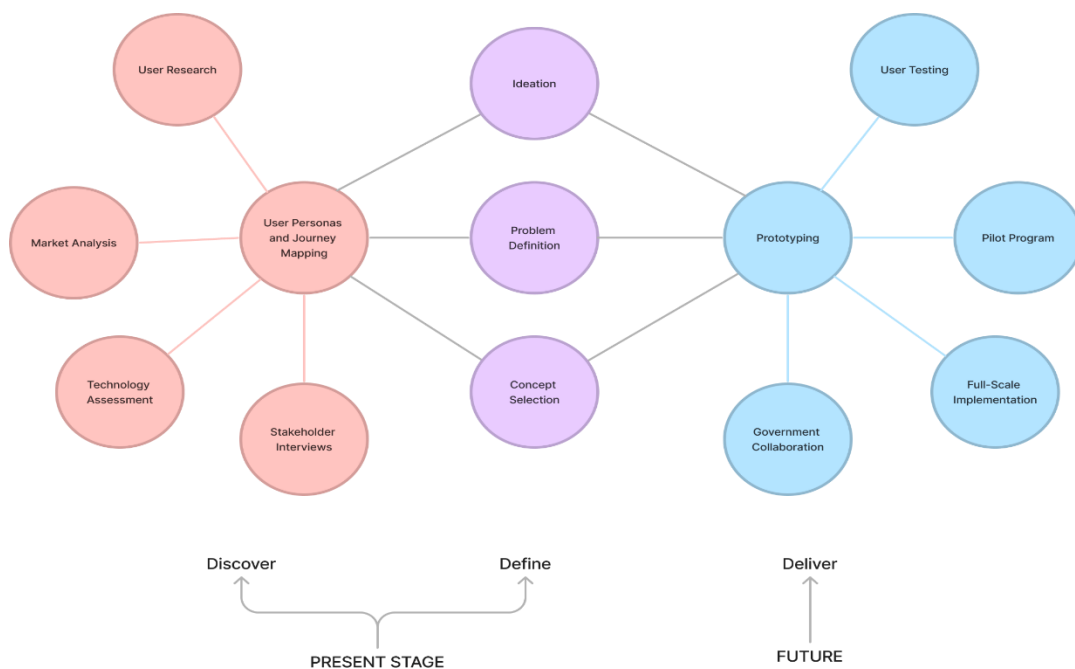 User Research
Ideation
User Testing
Market Analysis
User Personas
and Journey
Mapping
Problem
Definition
Prototyping
Pilot Program
Technology
Assessment
Stakeholder
Interviews
Concept
Selection
Government
Collaboration
Full-Scale
Implementation
Discover
Define
Deliver
PRESENT STAGE
FUTURE